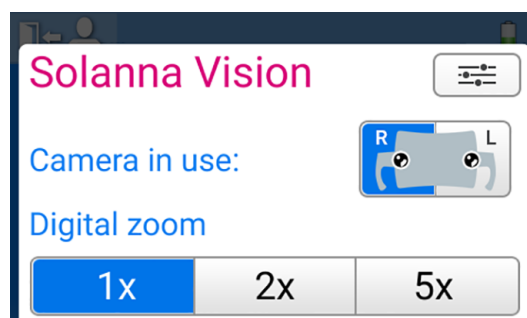 Solanna Vision
Camera in use:
R L
Digital zoom
1x 2x 5x